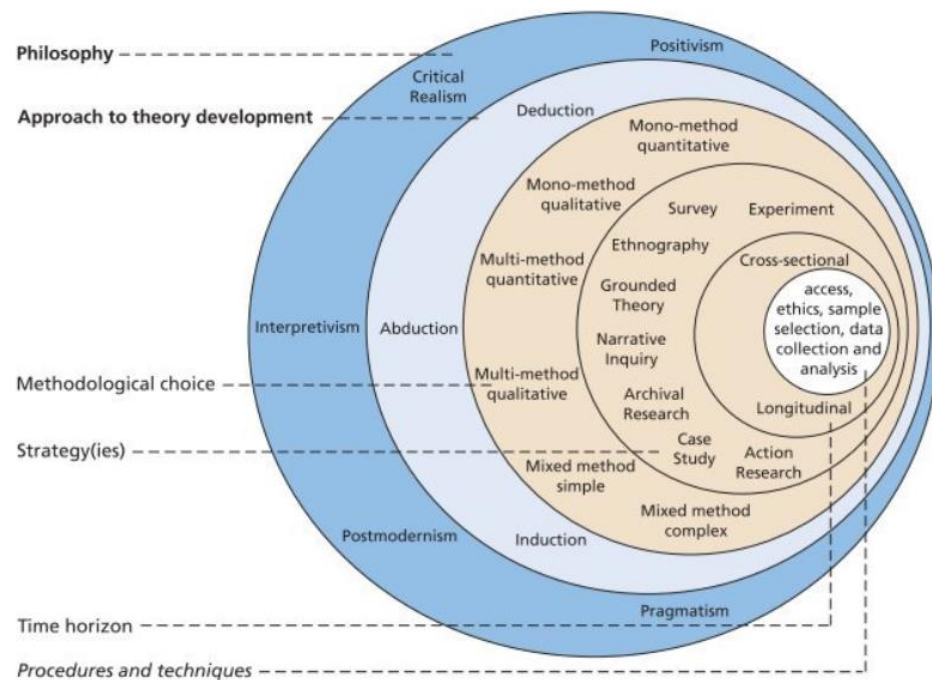 Philosophy
Positivism
Critical
Realism
Approach to theory development
Deduction
Mono-method
quantitative
Mono-method
qualitative
Survey
Experiment
Ethnography
Multi-method
quantitative
Cross-sectional
Grounded
Theory
access,
ethics, sample
selection, data
collection and
analysis
Interpretivism
Abduction
Narrative
Inquiry
Methodological choice
Multi-method
qualitative
Archival
Research
Longitudinal
Strategy(ies)
Case
Study
Action
Research
Mixed method
simple
Mixed method
complex
Postmodernism
Induction
Pragmatism
Time horizon
Procedures and techniques